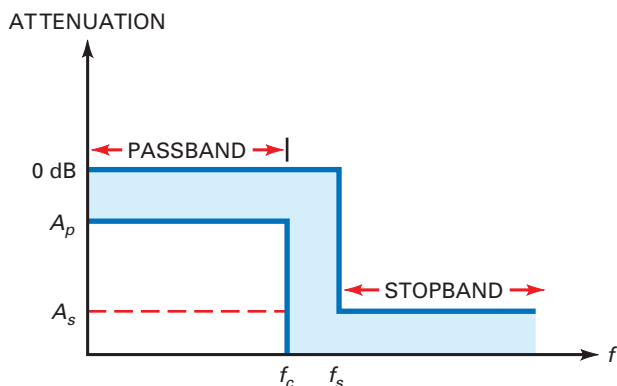 ATTENUATION
PASSBAND
0 dB
A_p
STOPBAND
A_s
f
f_c
f_s